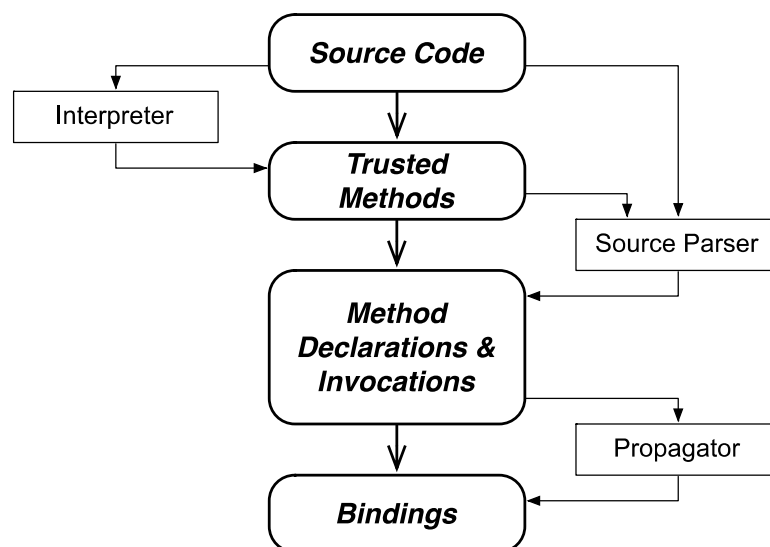 Source Code
Interpreter
Trusted
Methods
Source Parser
Method
Declarations &
Invocations
Propagator
Bindings